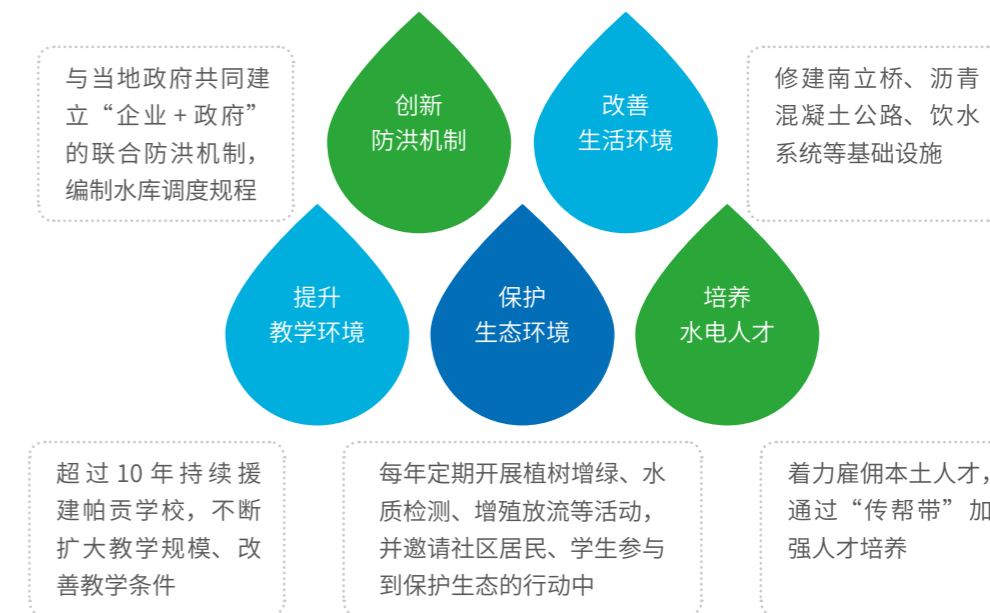 与当地政府共同建
立“企业 + 政府”
的联合防洪机制，
编制水库调度规程
创新
防洪机制
改善
生活环境
修建南立桥、沥青
混凝土公路、饮水
系统等基础设施
提升
教学环境
保护
生态环境
培养
水电人才
超过 10 年持续援
建帕贡学校，不断
扩大教学规模、改
善教学条件
每年定期开展植树增绿、水
质检测、增殖放流等活动，
并邀请社区居民、学生参与
到保护生态的行动中
着力雇佣本土人才，
通过“传帮带”加
强人才培养